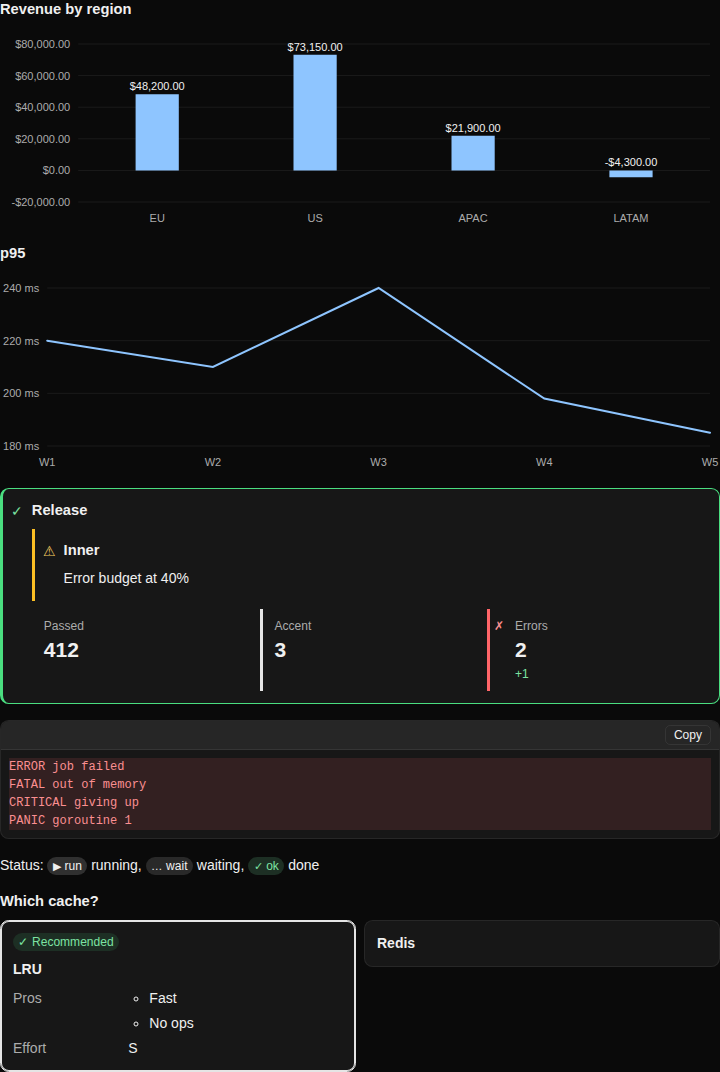 Revenue by region
$80,000.00
$60,000.00
$40,000.00
$20,000.00
$0.00
-$20,000.00
$48,200.00
$73,150.00
$21,900.00
-$4,300.00
EU US APAC LATAM
p95
240 ms
220 ms
200 ms
180 ms
W1 W2 W3 W4 W5
✓ Release
⚠ Inner
Error budget at 40%
Passed
412
Accent
3
✗ Errors
2
+1
Copy
ERROR job failed
FATAL out of memory
CRITICAL giving up
PANIC goroutine 1
Status: ▶ run running, … wait waiting, ✓ ok done
Which cache?
✓ Recommended
LRU
Pros
◦ Fast
◦ No ops
Effort S
Redis